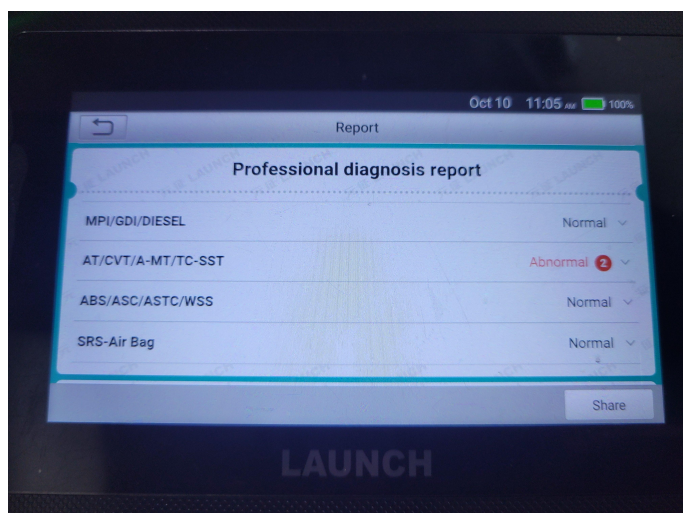 Oct 10 11:05 AM 100%
Report
Professional diagnosis report
MPI/GDI/DIESEL Normal
AT/CVT/A-MT/TC-SST Abnormal 2
ABS/ASC/ASTC/WSS Normal
SRS-Air Bag Normal
Share
LAUNCH